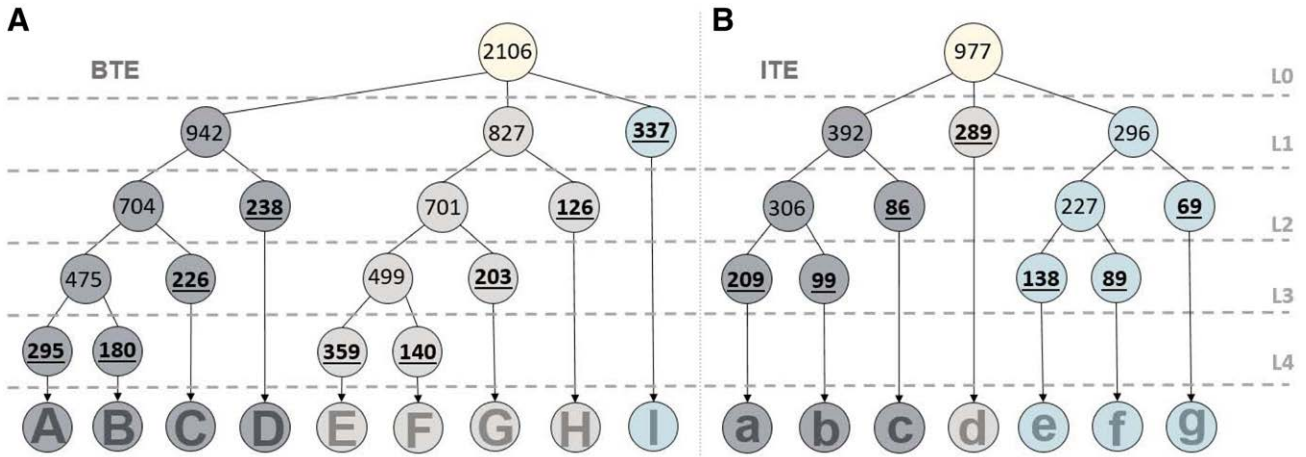 A
B
BTE
2106
ITE
977
L0
942
827
337
392
289
296
L1
704
238
701
126
306
86
227
69
L2
475
226
499
203
209
99
138
89
L3
295
180
359
140
L4
A B C D E F G H I
a b c d e f g